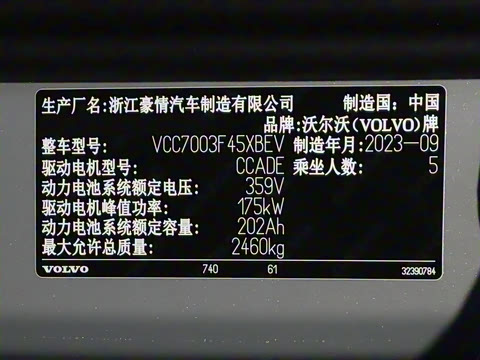 生产厂名:浙江豪情汽车制造有限公司 制造国: 中国
品牌:沃尔沃(VOLVO)牌
整车型号: VCC7003F45XBEV 制造年月:2023-09
驱动电机型号: CCADE 乘坐人数: 5
动力电池系统额定电压: 359V
驱动电机峰值功率: 175kW
动力电池系统额定容量: 202Ah
最大允许总质量: 2460kg
VOLVO 740 61 32390784